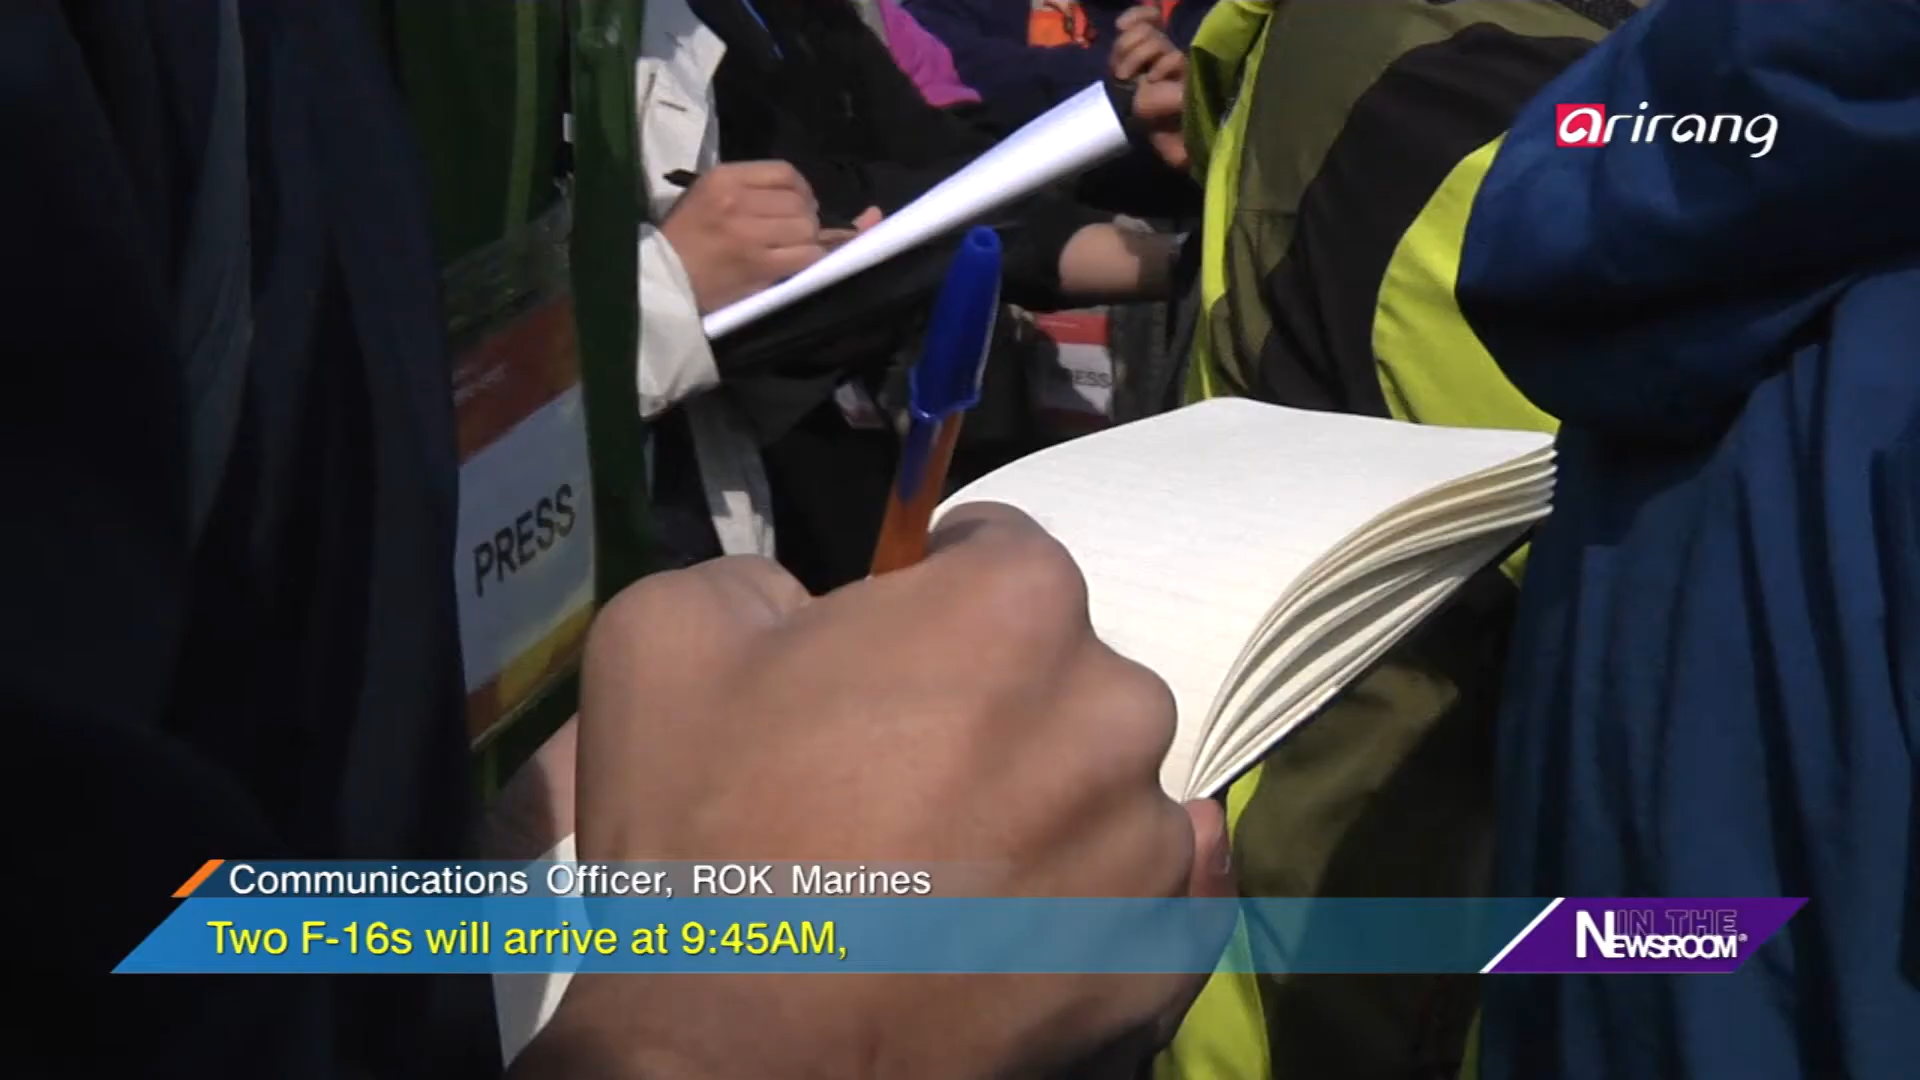 arirang
PRESS
Communications Officer, ROK Marines
Two F-16s will arrive at 9:45AM,
IN THE
NEWSROOM